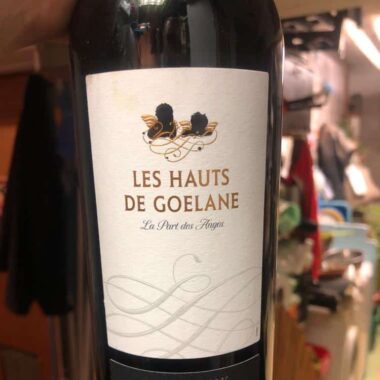 LES HAUTS
DE GOELANE
La Part des Anges